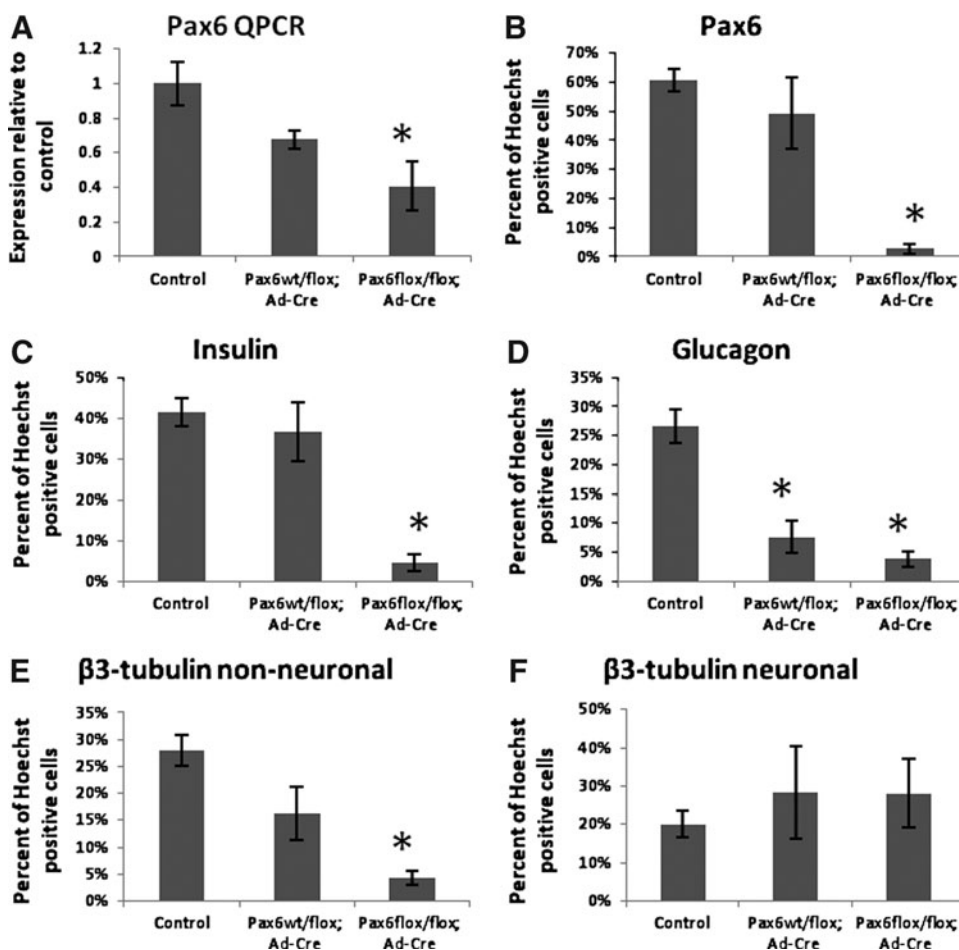 A Pax6 QPCR
Expression relative to
control
1.2
1
0.8
0.6
0.4
0.2
0
*
Control Pax6wt/flox; Pax6flox/flox;
Ad-Cre Ad-Cre
B Pax6
Percent of Hoechst
positive cells
70%
60%
50%
40%
30%
20%
10%
0%
*
Control Pax6wt/flox; Pax6flox/flox;
Ad-Cre Ad-Cre
C Insulin
Percent of Hoechst
positive cells
50%
40%
30%
20%
10%
0%
*
Control Pax6wt/flox; Pax6flox/flox;
Ad-Cre Ad-Cre
D Glucagon
Percent of Hoechst
positive cells
35%
30%
25%
20%
15%
10%
5%
0%
* *
Control Pax6wt/flox; Pax6flox/flox;
Ad-Cre Ad-Cre
E β3-tubulin non-neuronal
Percent of Hoechst
positive cells
35%
30%
25%
20%
15%
10%
5%
0%
*
Control Pax6wt/flox; Pax6flox/flox;
Ad-Cre Ad-Cre
F β3-tubulin neuronal
Percent of Hoechst
positive cells
50%
40%
30%
20%
10%
0%
Control Pax6wt/flox; Pax6flox/flox;
Ad-Cre Ad-Cre